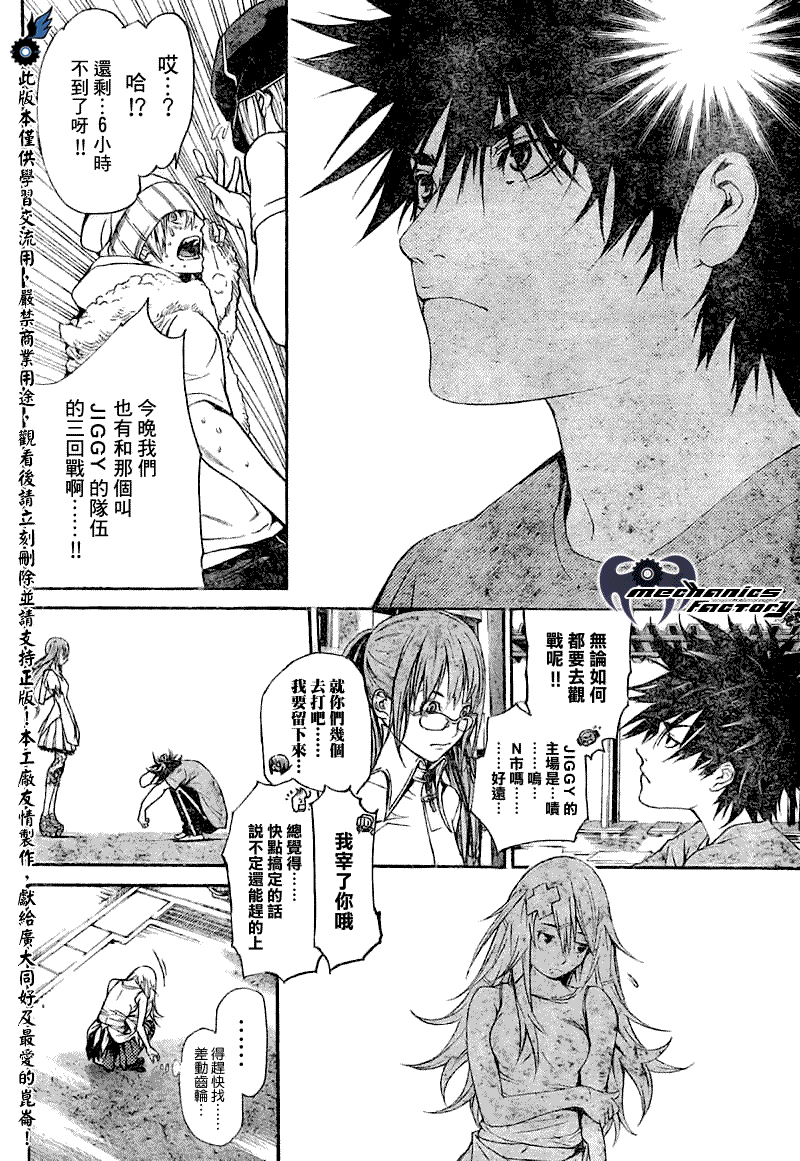 哎…?
哈!?
還剩…6小時
不到了呀!!
今晚我們
也有和那個叫
JIGGY的隊伍
的三回戰啊……!!
mechanics
factory
無論如何
都要去觀
戰呢!!
JIGGY的
主場是…嘖
……嗚
N市嗎……
……好遠…
就你們幾個
去打吧……
我要留下來…
我宰了你哦
總覺得……
快點搞定的話
說不定還能趕的上
……
得趕快找…
差動齒輪…
此版本僅供學習交流用，嚴禁商業用途，觀看後請立刻刪除並請支持正版！本工廠友情製作，獻給廣大同好及最愛的崑崙！